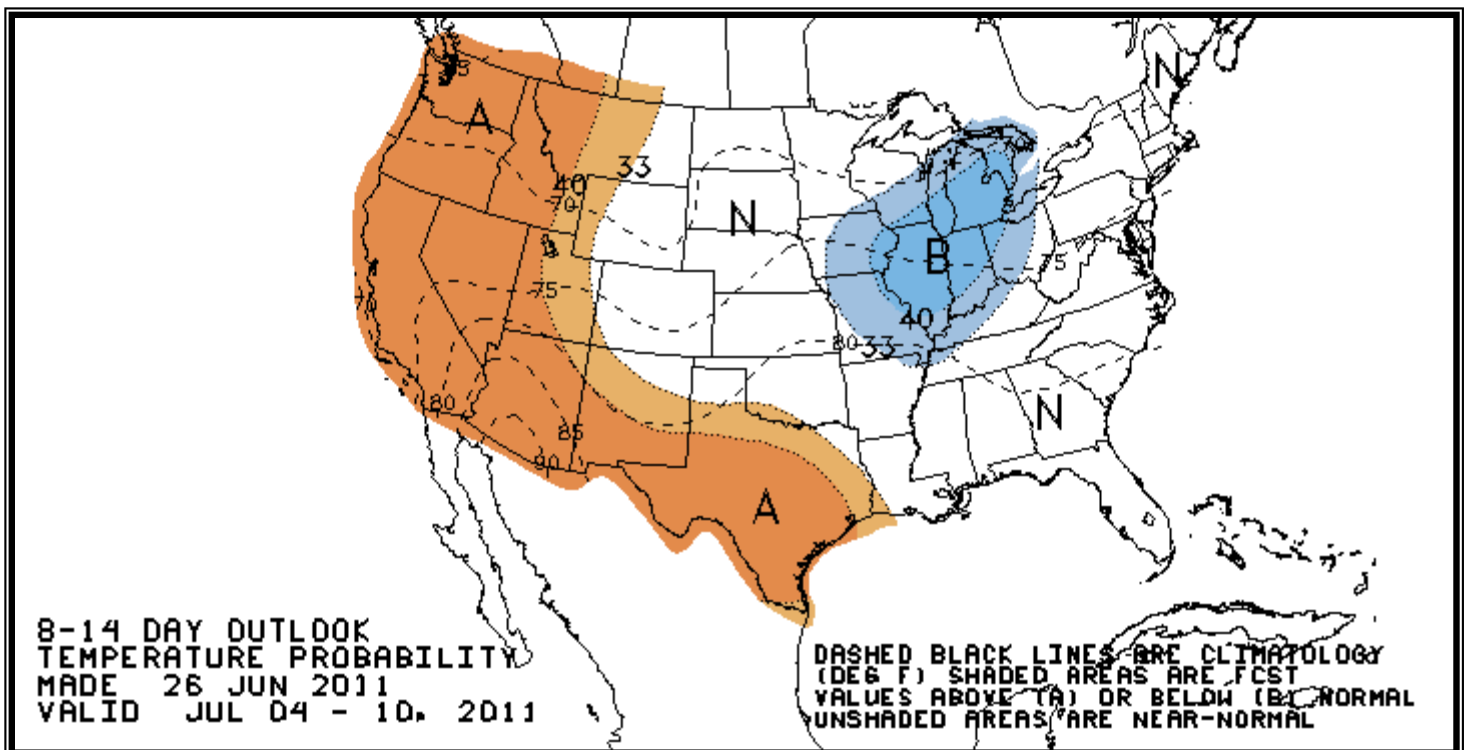 N
75
A
70
33
40
70
N
B
75
75
70
40
80
33
80
N
85
90
A
8-14 DAY OUTLOOK
TEMPERATURE PROBABILITY
MADE 26 JUN 2011
VALID JUL 04 - 10, 2011
DASHED BLACK LINES ARE CLIMATOLOGY
(DEG F) SHADED AREAS ARE FCST
VALUES ABOVE (A) OR BELOW (B) NORMAL
UNSHADED AREAS ARE NEAR-NORMAL